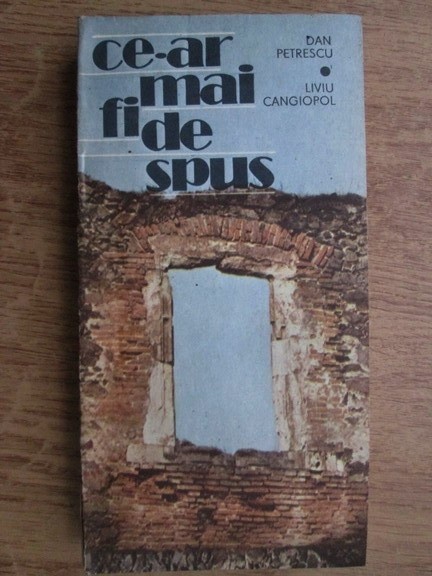 ce-ar
mai
fi de
spus
DAN
PETRESCU
LIVIU
CANGIOPOL